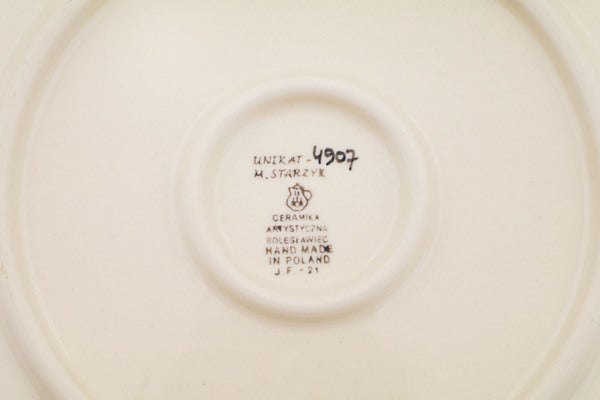 UNIKAT - 4907
M. STARZYK
CERAMIKA
ARTYSTYCZNA
BOLESŁAWIEC
HAND MADE
IN POLAND
J F - 21